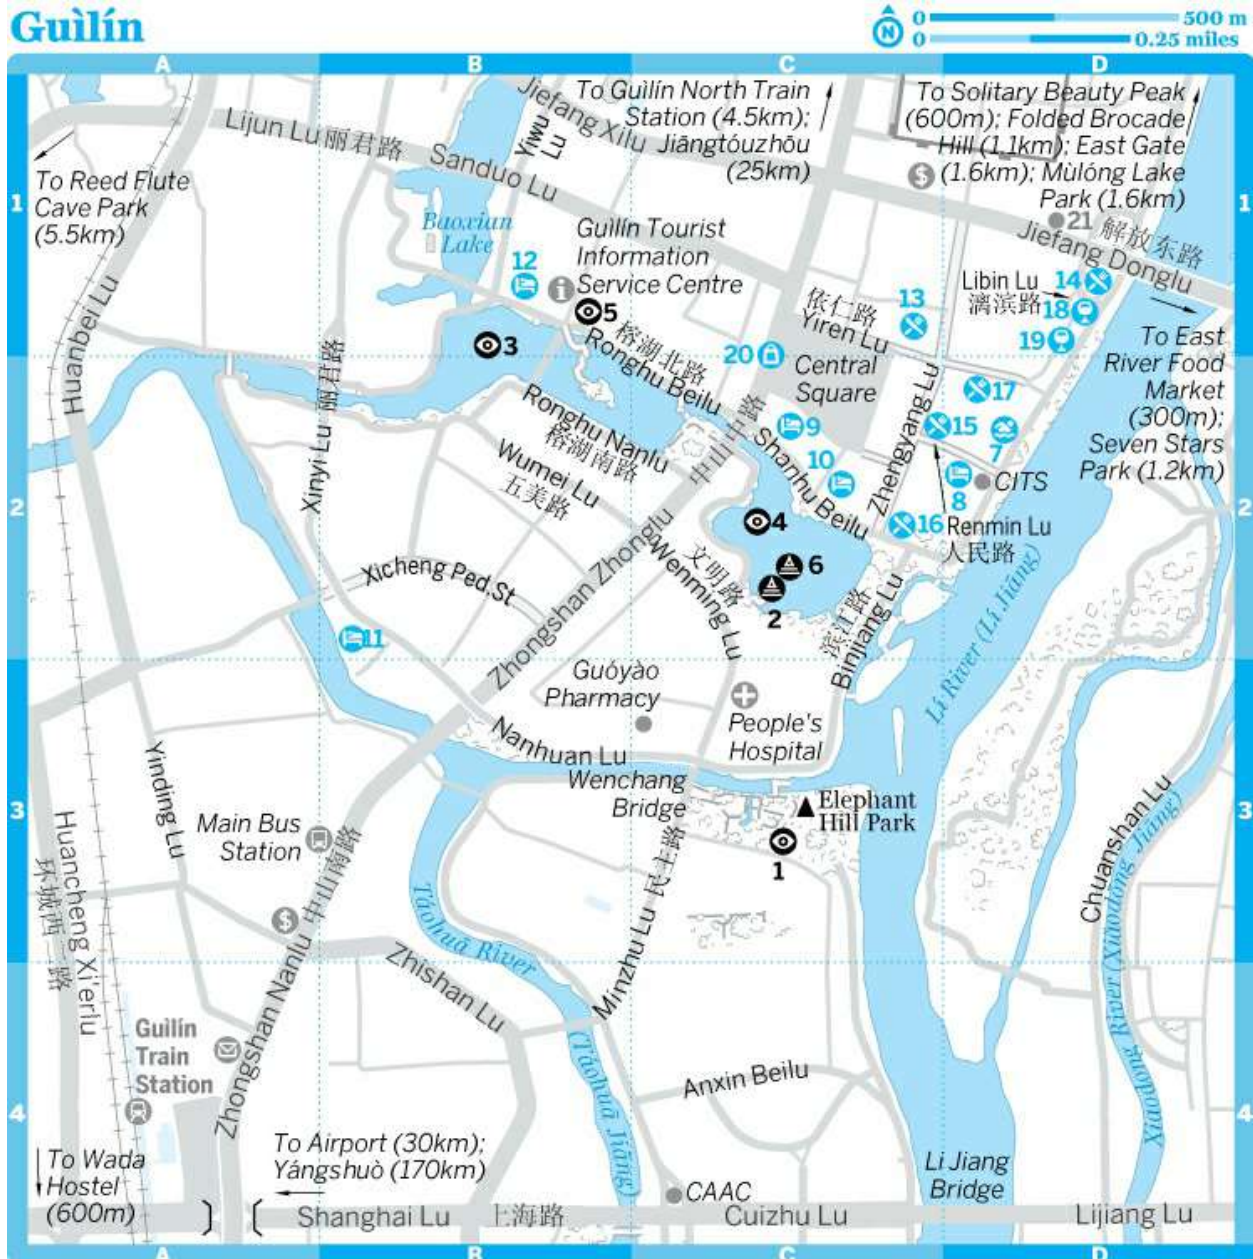 Guìlín
N
0
500 m
0
0.25 miles
A
B
C
D
Jiefang Xilu
To Guìlín North Train
Station (4.5km);
Jiāngtóuzhōu
(25km)
To Solitary Beauty Peak
(600m); Folded Brocade
Hill (1.1km); East Gate
(1.6km); Mùlóng Lake
Park (1.6km)
Lijun Lu 丽君路
Yiwu
Lu
Sanduo Lu
To Reed Flute
Cave Park
(5.5km)
1
1
$
21
解放东路
Jiefang Donglu
Baoxian
Lake
Guìlín Tourist
Information
Service Centre
12
i
5
3
Libin Lu
漓滨路
14
18
19
依仁路
Yiren Lu
13
To East
River Food
Market
(300m);
Seven Stars
Park (1.2km)
Huanbei Lu
Xinyi Lu 丽君路
榕湖北路
Ronghu Beilu
20
Central
Square
Zhengyang Lu
17
15
7
Ronghu Nanlu
榕湖南路
中山中路
9
Shanhu Beilu
10
8
CITS
Wumei Lu
五美路
2
2
4
16
Renmin Lu
人民路
Zhongshan Zhonglu
文明路
Wenming Lu
6
2
Xicheng Ped.St
滨江路
Binjiang Lu
Li River (Lí Jiāng)
11
Guóyào
Pharmacy
People's
Hospital
Nanhuan Lu
Wenchang
Bridge
Yinding Lu
3
3
Elephant
Hill Park
1
Main Bus
Station
Chuanshan Lu
Huancheng Xi'erlu
环城西二路
中山南路
Zhongshan Nanlu
$
Minzhu Lu 民主路
Táohuā River
(Táohuā Jiāng)
Xiaodong River (Xiǎodōng Jiāng)
Zhishan Lu
Guìlín
Train
Station
Anxin Beilu
4
4
To Wada
Hostel
(600m)
To Airport (30km);
Yángshuò (170km)
Li Jiang
Bridge
CAAC
Shanghai Lu 上海路
Cuizhu Lu
Lijiang Lu
A
B
C
D